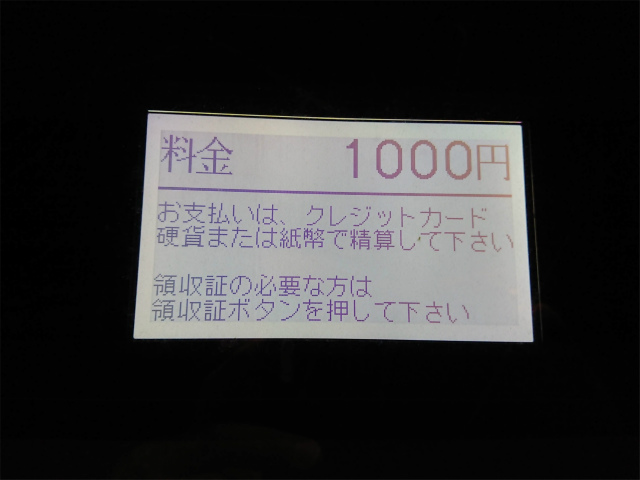 料金 1000円
お支払いは、クレジットカード
硬貨または紙幣で精算して下さい
領収証の必要な方は
領収証ボタンを押して下さい